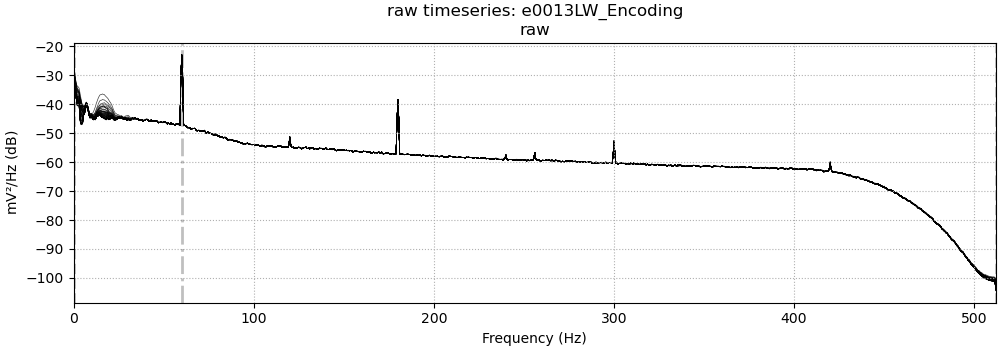 raw timeseries: e0013LW_Encoding
raw
−20
−30
−40
−50
−60
−70
−80
−90
−100
mV²/Hz (dB)
0 100 200 300 400 500
Frequency (Hz)